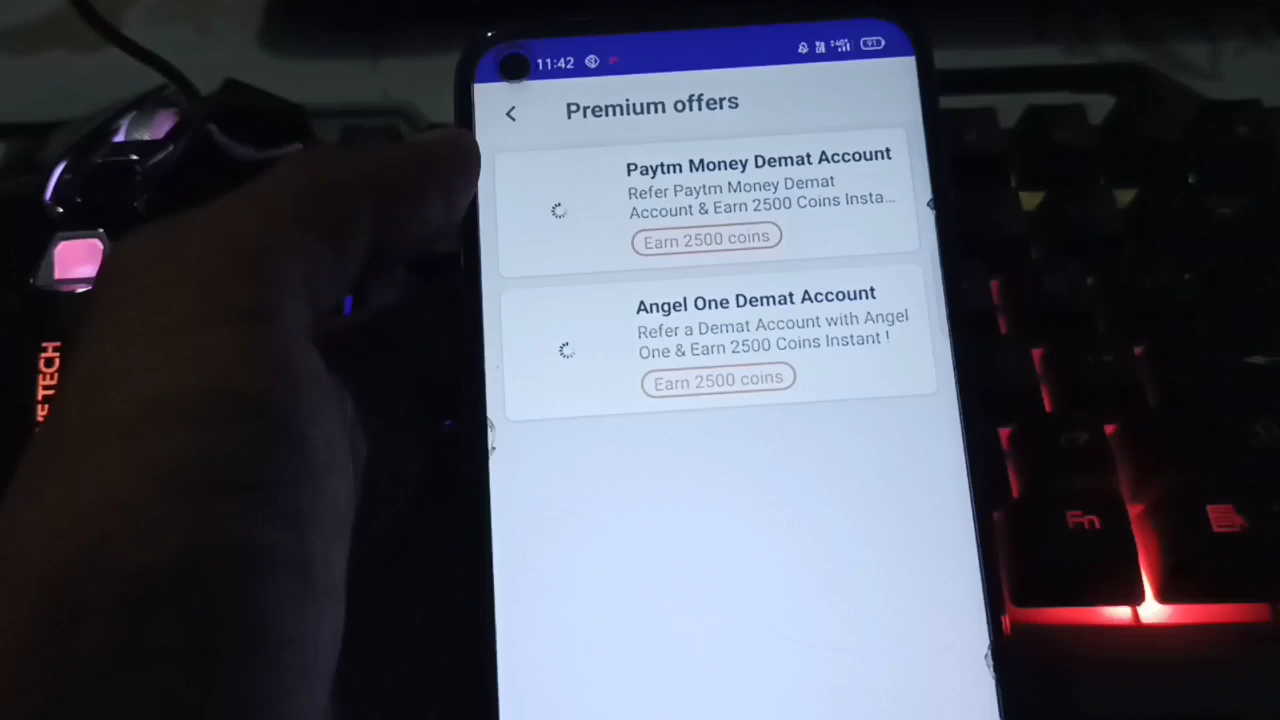 11:42
91
Premium offers
Paytm Money Demat Account
Refer Paytm Money Demat
Account & Earn 2500 Coins Insta...
Earn 2500 coins
Angel One Demat Account
Refer a Demat Account with Angel
One & Earn 2500 Coins Instant !
Earn 2500 coins
TECH
Fn